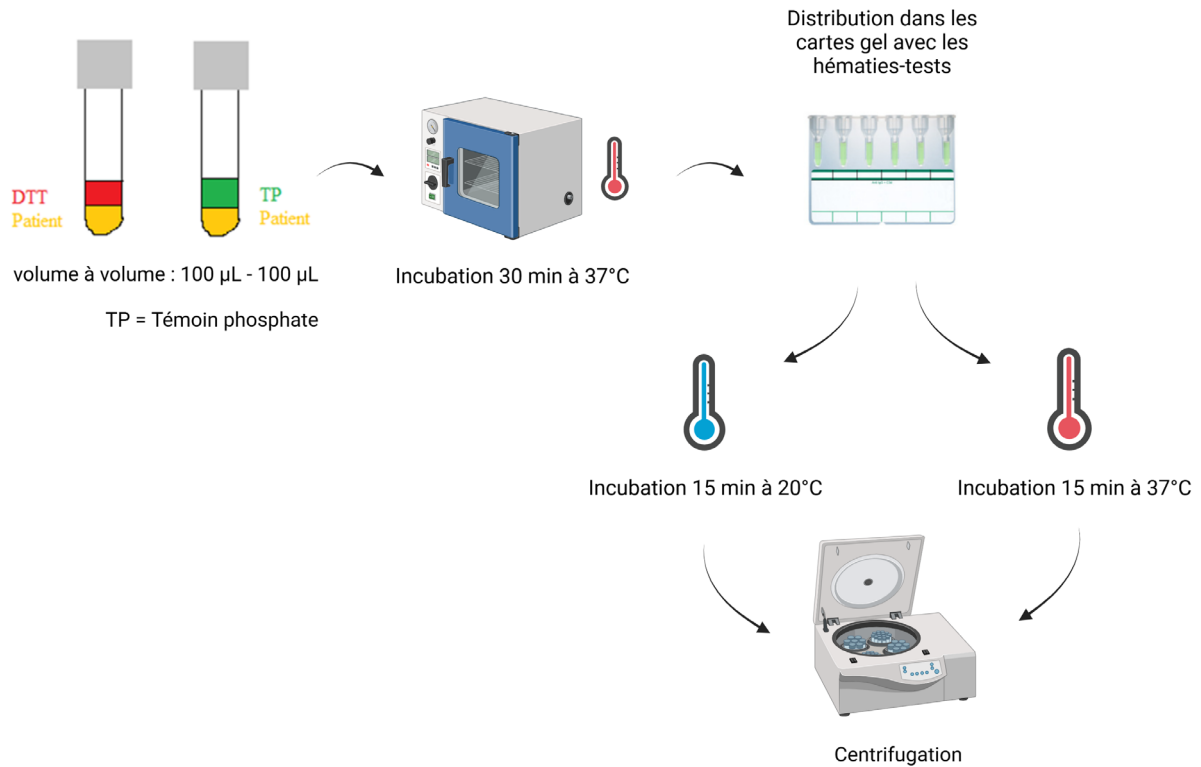 Distribution dans les
cartes gel avec les
hématies-tests
DTT
Patient
TP
Patient
volume à volume : 100 µL - 100 µL
TP = Témoin phosphate
Incubation 30 min à 37°C
Incubation 15 min à 20°C
Incubation 15 min à 37°C
Centrifugation